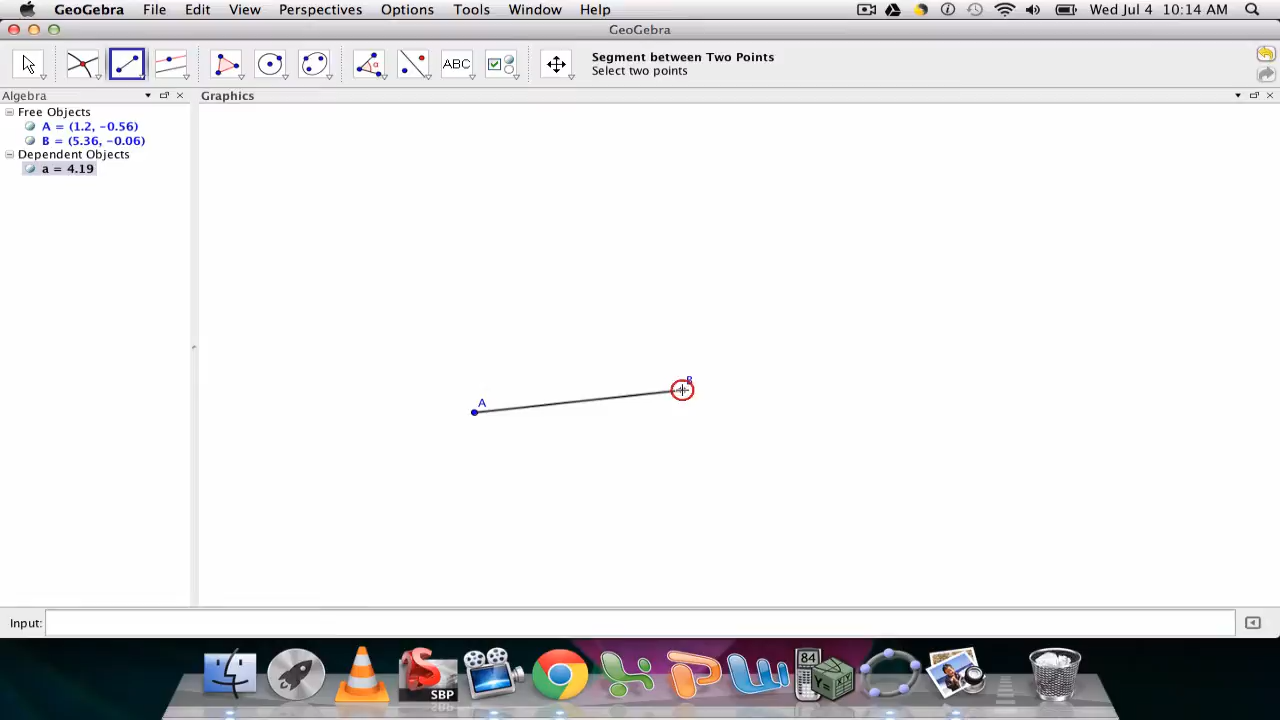 GeoGebra File Edit View Perspectives Options Tools Window Help Wed Jul 4 10:14 AM
GeoGebra
ABC
Segment between Two Points
Select two points
Algebra
Graphics
Free Objects
A = (1.2, -0.56)
B = (5.36, -0.06)
Dependent Objects
a = 4.19
A
B
Input:
SBP
84
Y=